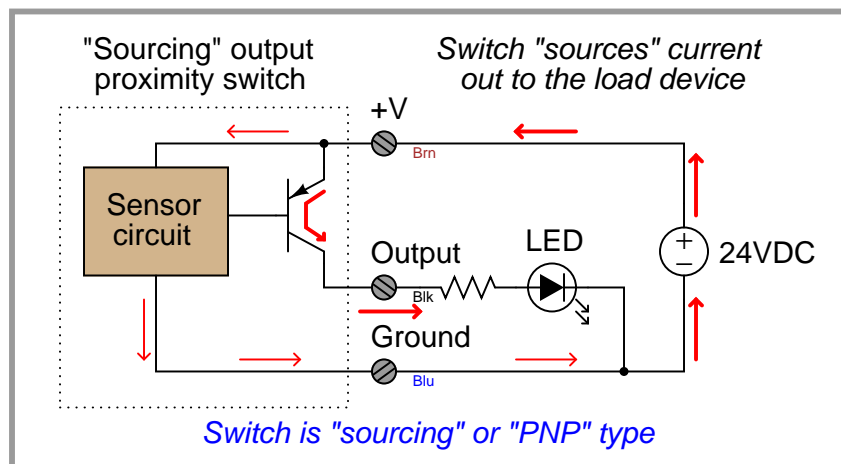 "Sourcing" output
proximity switch
Switch "sources" current
out to the load device
+V
Brn
Sensor
circuit
Output
LED
+
−
24VDC
Blk
Ground
Blu
Switch is "sourcing" or "PNP" type